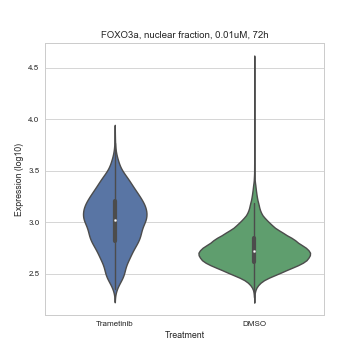 FOXO3a, nuclear fraction, 0.01uM, 72h
4.5
4.0
3.5
3.0
2.5
Expression (log10)
Trametinib DMSO
Treatment